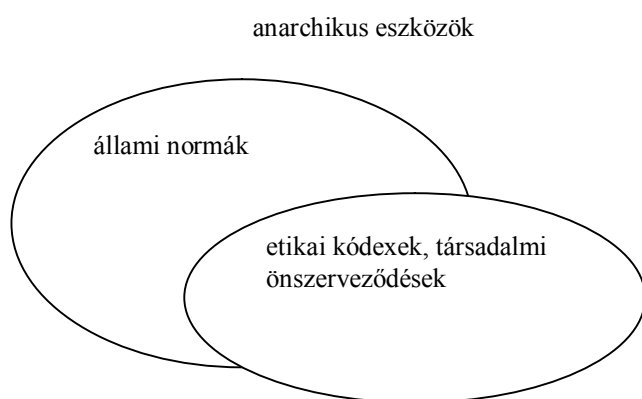 anarchikus eszközök
állami normák
etikai kódexek, társadalmi
önszerveződések